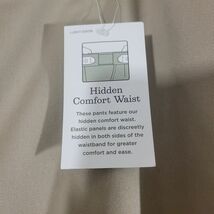 Hidden
Comfort Waist
These pants feature our
hidden comfort waist.
Elastic panels are discreetly
hidden in both sides of the
waistband for greater
comfort and ease.